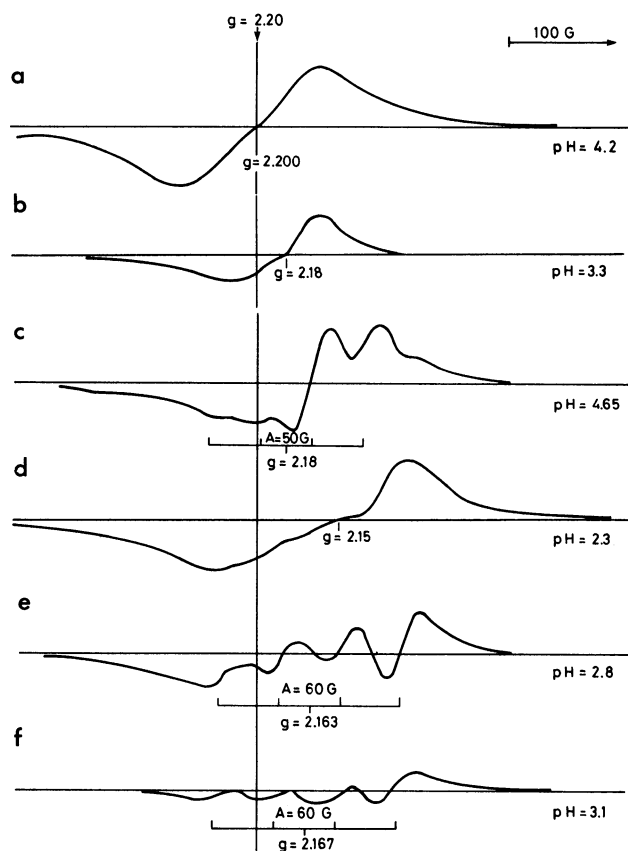 g = 2.20
100 G
a
g = 2.200
pH = 4.2
b
g = 2.18
pH = 3.3
c
pH = 4.65
A = 50 G
g = 2.18
d
g = 2.15
pH = 2.3
e
pH = 2.8
A = 60 G
g = 2.163
f
pH = 3.1
A = 60 G
g = 2.167